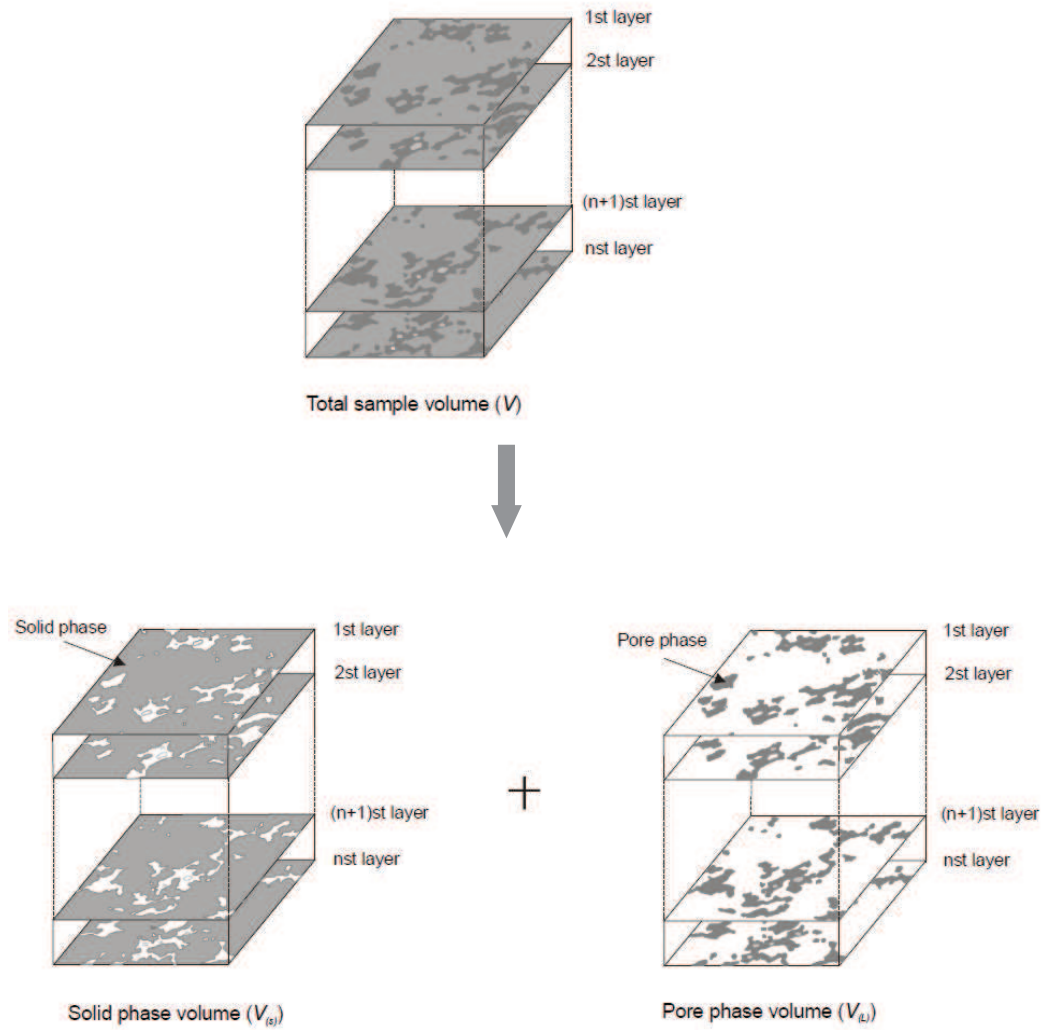 1st layer
2st layer
(n+1)st layer
nst layer
Total sample volume (V)
Solid phase
1st layer
2st layer
(n+1)st layer
nst layer
Solid phase volume (V(s))
+
Pore phase
1st layer
2st layer
(n+1)st layer
nst layer
Pore phase volume (V(L))